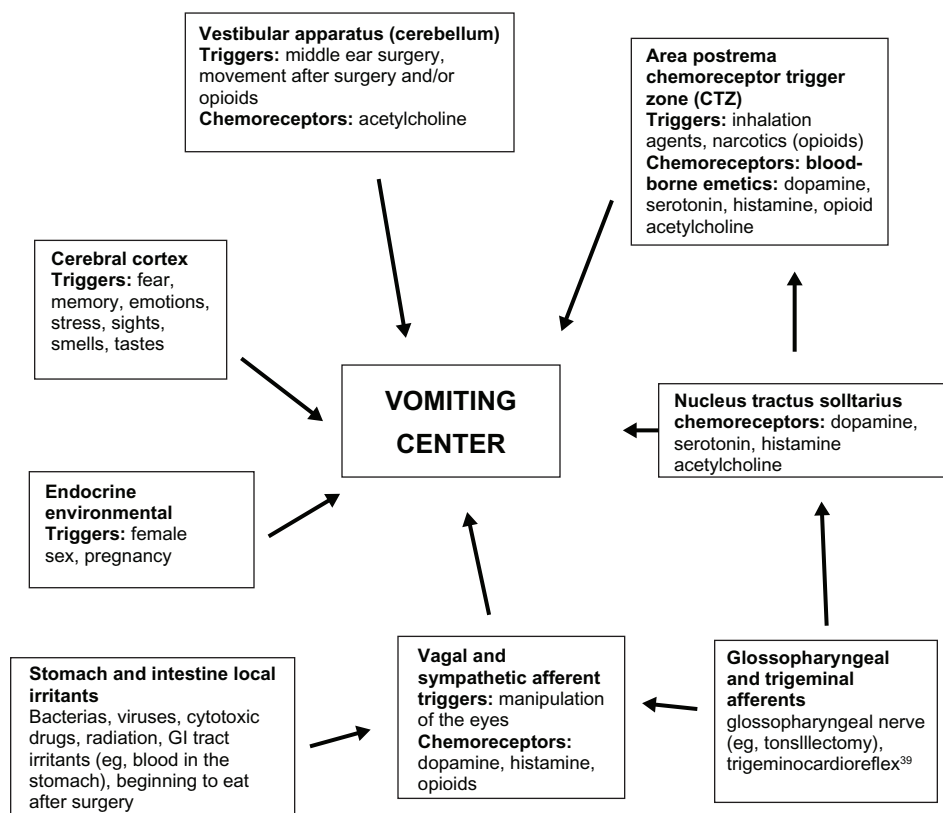 Vestibular apparatus (cerebellum)
Triggers: middle ear surgery,
movement after surgery and/or
opioids
Chemoreceptors: acetylcholine
Area postrema
chemoreceptor trigger
zone (CTZ)
Triggers: inhalation
agents, narcotics (opioids)
Chemoreceptors: blood-
borne emetics: dopamine,
serotonin, histamine, opioid
acetylcholine
Cerebral cortex
Triggers: fear,
memory, emotions,
stress, sights,
smells, tastes
VOMITING
CENTER
Nucleus tractus solltarius
chemoreceptors: dopamine,
serotonin, histamine
acetylcholine
Endocrine
environmental
Triggers: female
sex, pregnancy
Stomach and intestine local
irritants
Bacterias, viruses, cytotoxic
drugs, radiation, GI tract
irritants (eg, blood in the
stomach), beginning to eat
after surgery
Vagal and
sympathetic afferent
triggers: manipulation
of the eyes
Chemoreceptors:
dopamine, histamine,
opioids
Glossopharyngeal
and trigeminal
afferents
glossopharyngeal nerve
(eg, tonslllectomy),
trigeminocardioreflex³⁹